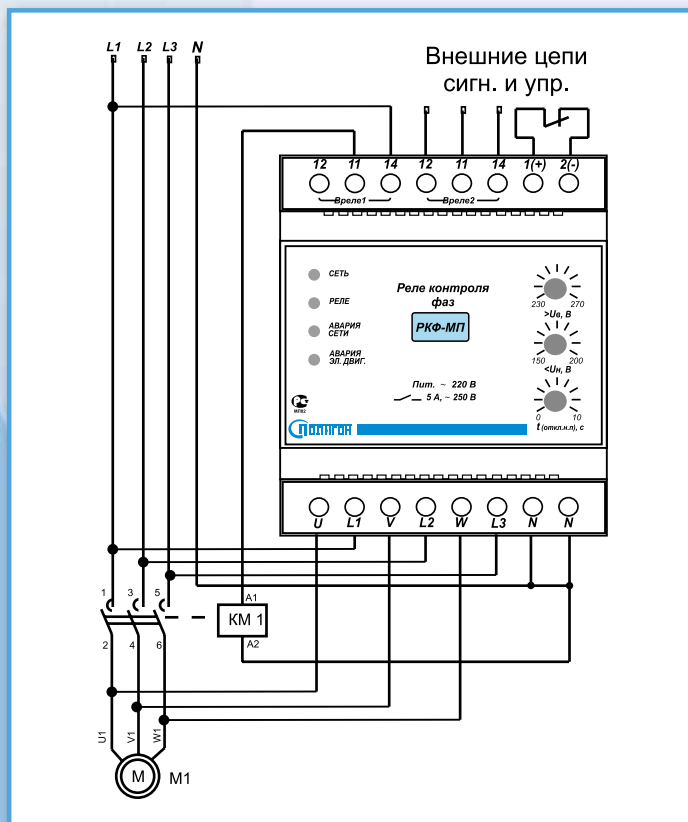 L1 L2 L3 N
Внешние цепи
сигн. и упр.
12 11 14 12 11 14 1(+) 2(-)
Вреле1 Вреле2
СЕТЬ
РЕЛЕ
АВАРИЯ
СЕТИ
АВАРИЯ
ЭЛ. ДВИГ.
Реле контроля
фаз
РКФ-МП
Пит. ~ 220 В
5 А, ~ 250 В
230 270
>Uв, В
150 200
<Uн, В
0 10
t (откл.н.п), с
РС
МП02
ПОЛИГОН
U L1 V L2 W L3 N N
1 3 5
2 4 6
A1
КМ 1
A2
U1 V1 W1
М М1